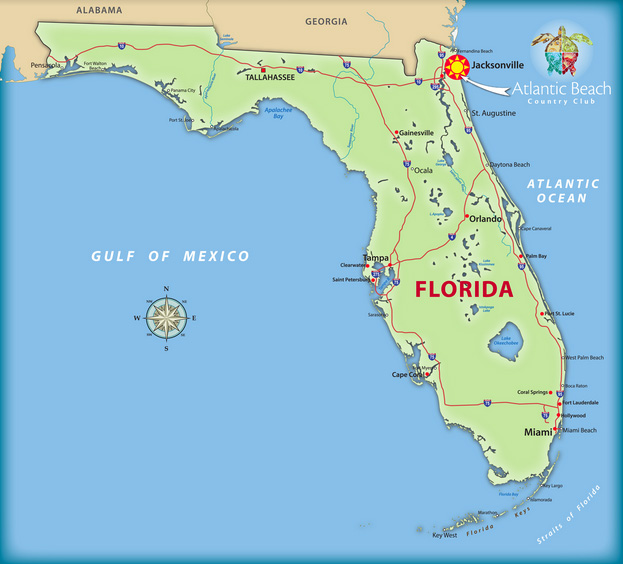 ALABAMA
GEORGIA
Pensacola
Fort Walton
Beach
Panama City
Port St. Joe
Apalachicola
TALLAHASSEE
Apalachee
Bay
Fernandina Beach
Jacksonville
Atlantic Beach
Country Club
St. Augustine
Gainesville
Ocala
Daytona Beach
ATLANTIC
OCEAN
Orlando
Cape Canaveral
GULF OF MEXICO
Tampa
Clearwater
Saint Petersburg
Sarasota
Palm Bay
FLORIDA
N
W
E
S
Port St. Lucie
Lake
Okeechobee
West Palm Beach
Fort Myers
Cape Coral
Boca Raton
Coral Springs
Fort Lauderdale
Hollywood
Miami
Miami Beach
Key Largo
Florida Bay
Islamorada
Marathon
Key West
Florida Keys
Straits of Florida